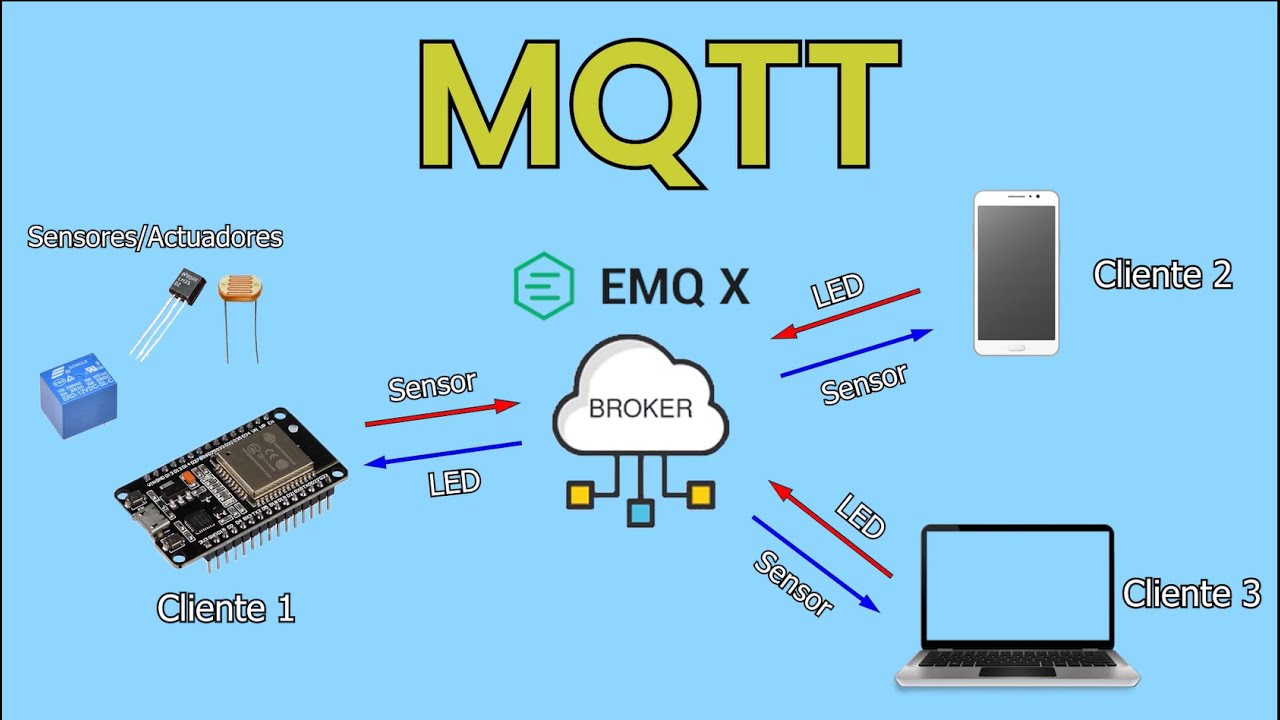 MQTT
Sensores/Actuadores
EMQ X
LED
Cliente 2
Sensor
Sensor
BROKER
LED
LED
Sensor
Cliente 3
Cliente 1